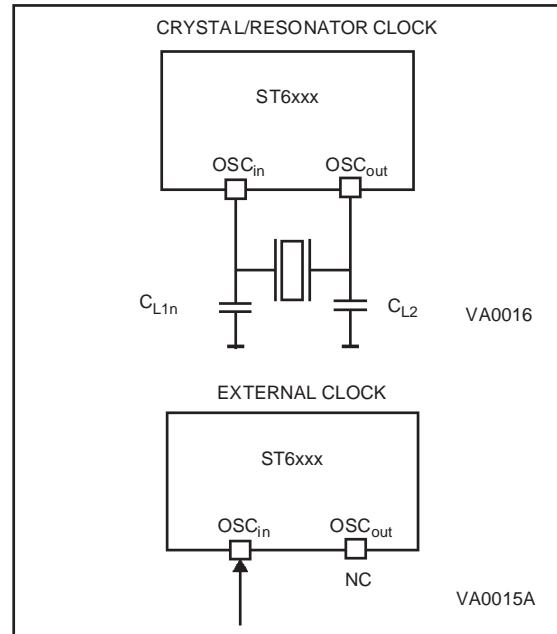 CRYSTAL/RESONATOR CLOCK
ST6xxx
OSCin OSCout
CL1n CL2 VA0016
EXTERNAL CLOCK
ST6xxx
OSCin OSCout
NC
VA0015A